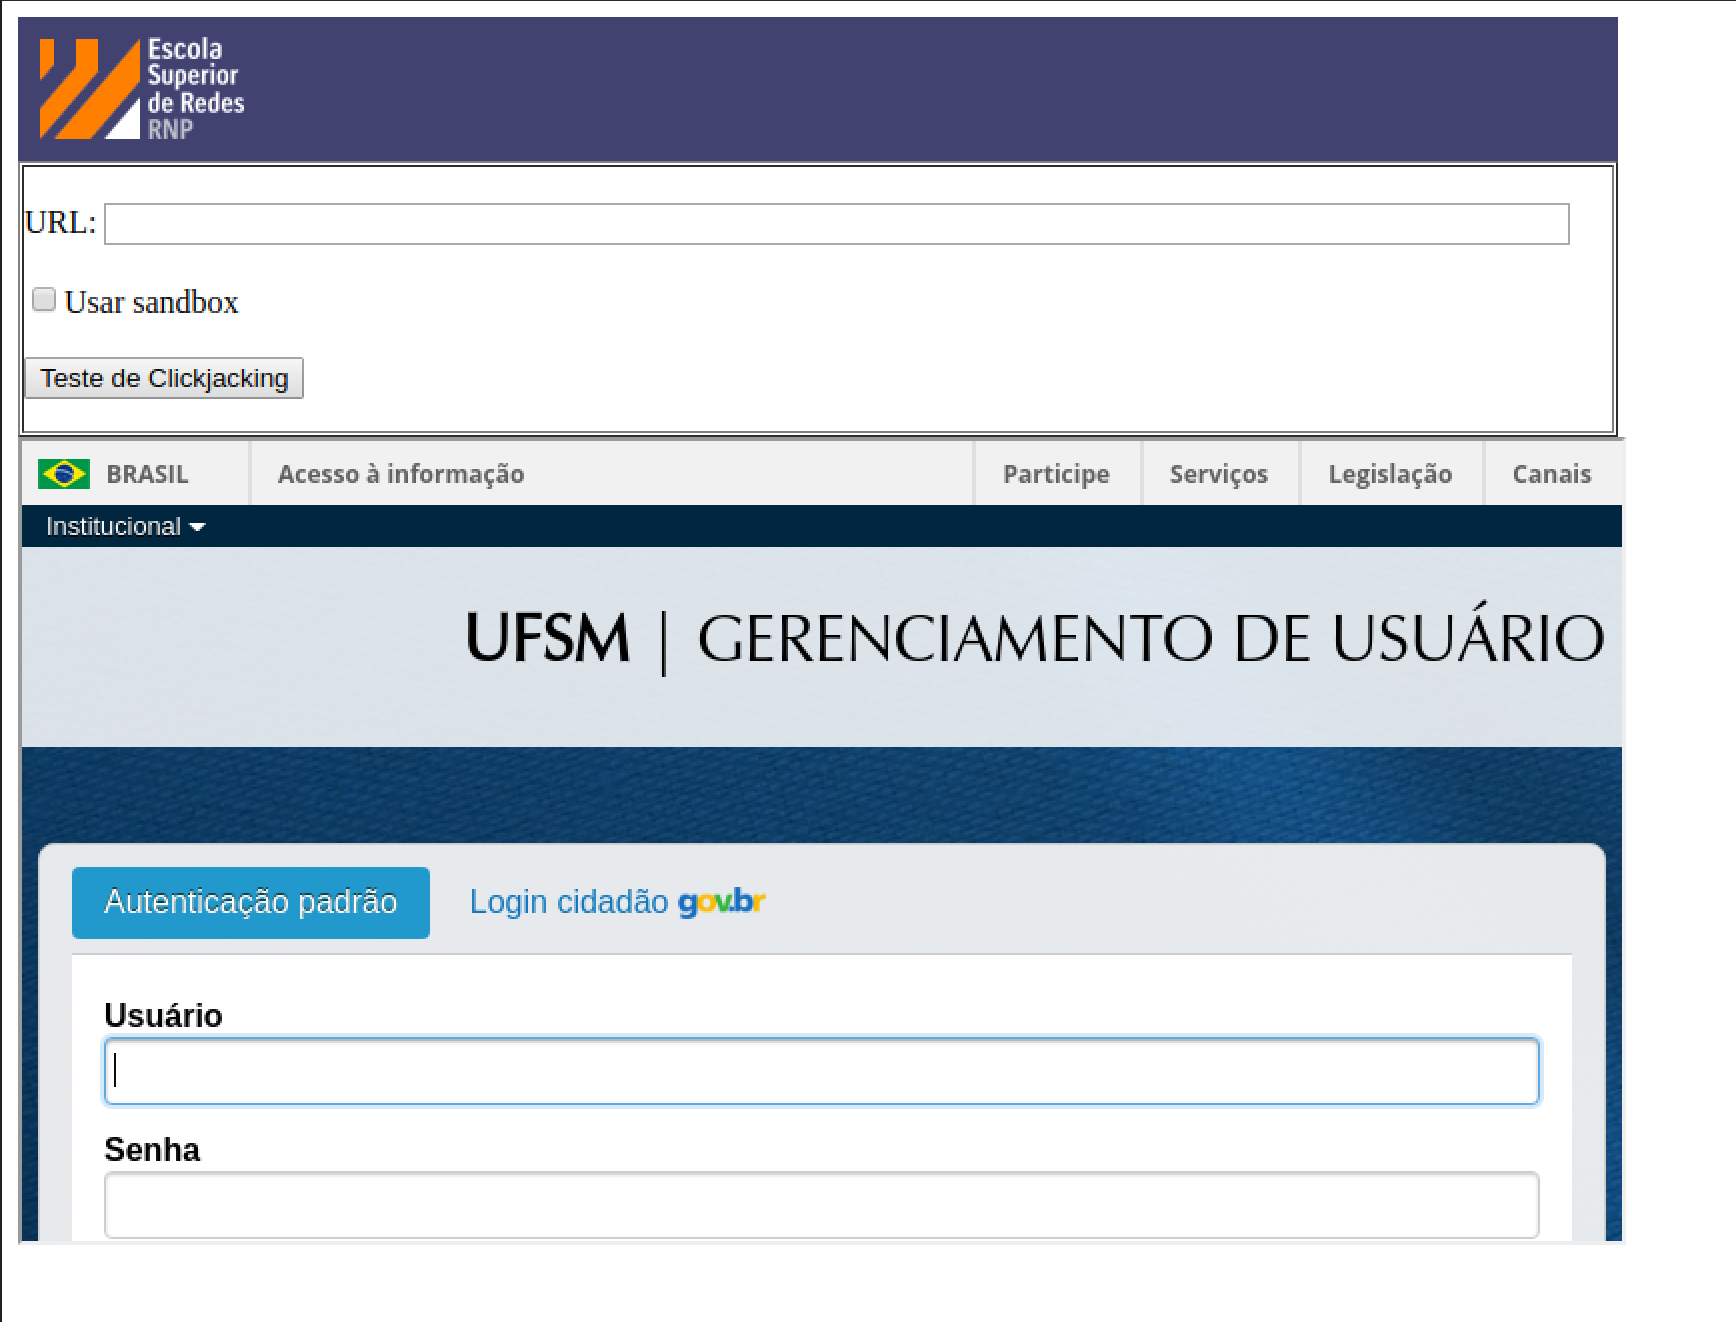 Escola
Superior
de Redes
RNP
URL:
Usar sandbox
Teste de Clickjacking
BRASIL Acesso à informação Participe Serviços Legislação Canais
Institucional
UFSM | GERENCIAMENTO DE USUÁRIO
Autenticação padrão Login cidadão gov.br
Usuário
Senha